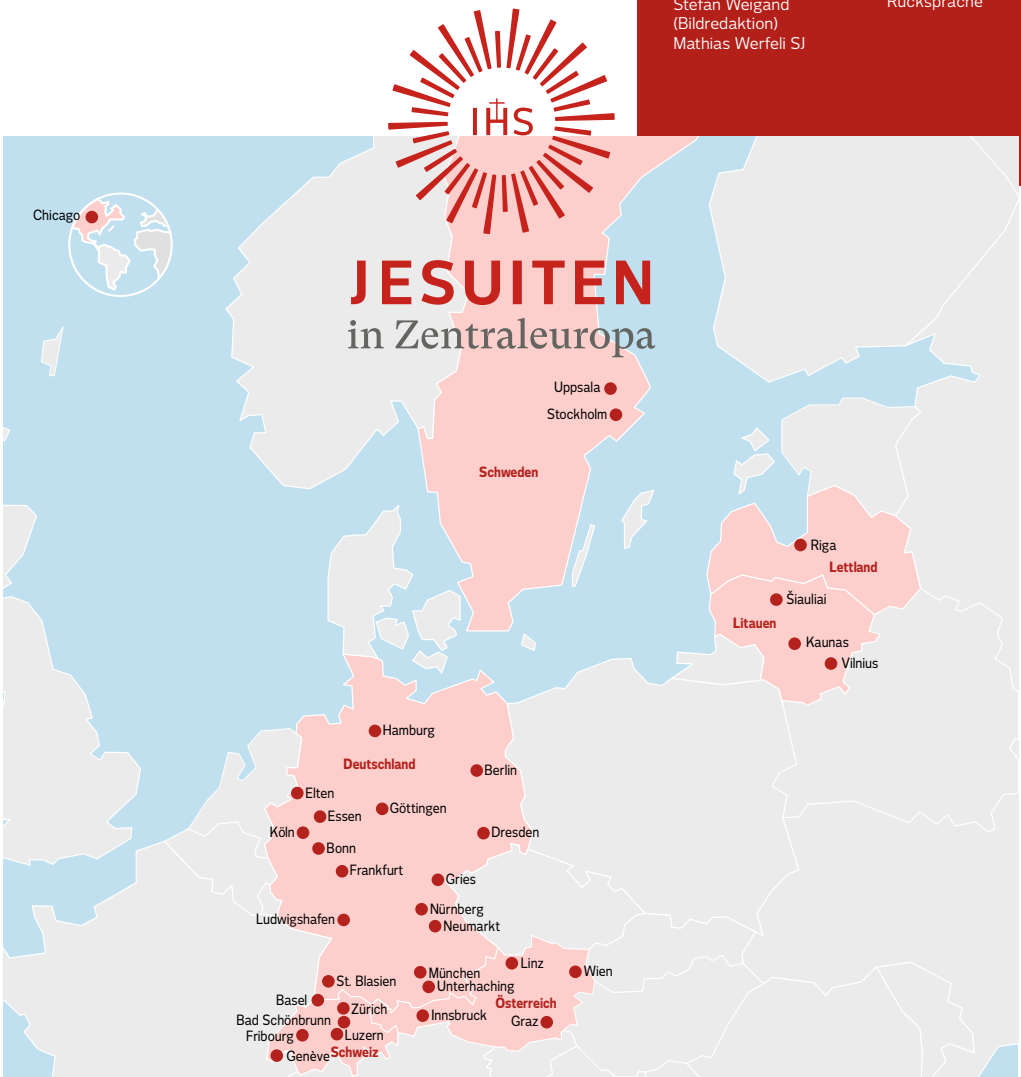 Stefan Weigand
(Bildredaktion)
Mathias Werfeli SJ
Rücksprache
IHS
Chicago
JESUITEN
in Zentraleuropa
Uppsala
Stockholm
Schweden
Riga
Lettland
Šiauliai
Litauen
Kaunas
Vilnius
Hamburg
Deutschland
Berlin
Elten
Göttingen
Essen
Köln
Dresden
Bonn
Frankfurt
Gries
Nürnberg
Ludwigshafen
Neumarkt
Linz
Wien
München
St. Blasien
Unterhaching
Basel
Österreich
Zürich
Innsbruck
Bad Schönbrunn
Graz
Fribourg
Luzern
Schweiz
Genève